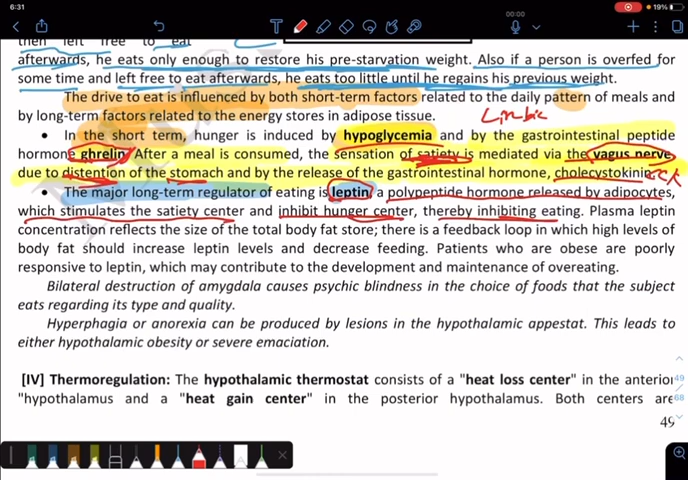 6:31
00:00
19%
then left free to eat
afterwards, he eats only enough to restore his pre-starvation weight. Also if a person is overfed for
some time and left free to eat afterwards, he eats too little until he regains his previous weight.
The drive to eat is influenced by both short-term factors related to the daily pattern of meals and
by long-term factors related to the energy stores in adipose tissue.
Limbic
• In the short term, hunger is induced by hypoglycemia and by the gastrointestinal peptide
hormone ghrelin. After a meal is consumed, the sensation of satiety is mediated via the vagus nerve
due to distention of the stomach and by the release of the gastrointestinal hormone, cholecystokinin
• The major long-term regulator of eating is leptin, a polypeptide hormone released by adipocytes,
which stimulates the satiety center and inhibit hunger center, thereby inhibiting eating. Plasma leptin
concentration reflects the size of the total body fat store; there is a feedback loop in which high levels of
body fat should increase leptin levels and decrease feeding. Patients who are obese are poorly
responsive to leptin, which may contribute to the development and maintenance of overeating.
Bilateral destruction of amygdala causes psychic blindness in the choice of foods that the subject
eats regarding its type and quality.
Hyperphagia or anorexia can be produced by lesions in the hypothalamic appestat. This leads to
either hypothalamic obesity or severe emaciation.
[IV) Thermoregulation: The hypothalamic thermostat consists of a "heat loss center" in the anterior
"hypothalamus and a "heat gain center" in the posterior hypothalamus. Both centers are
49
68
49